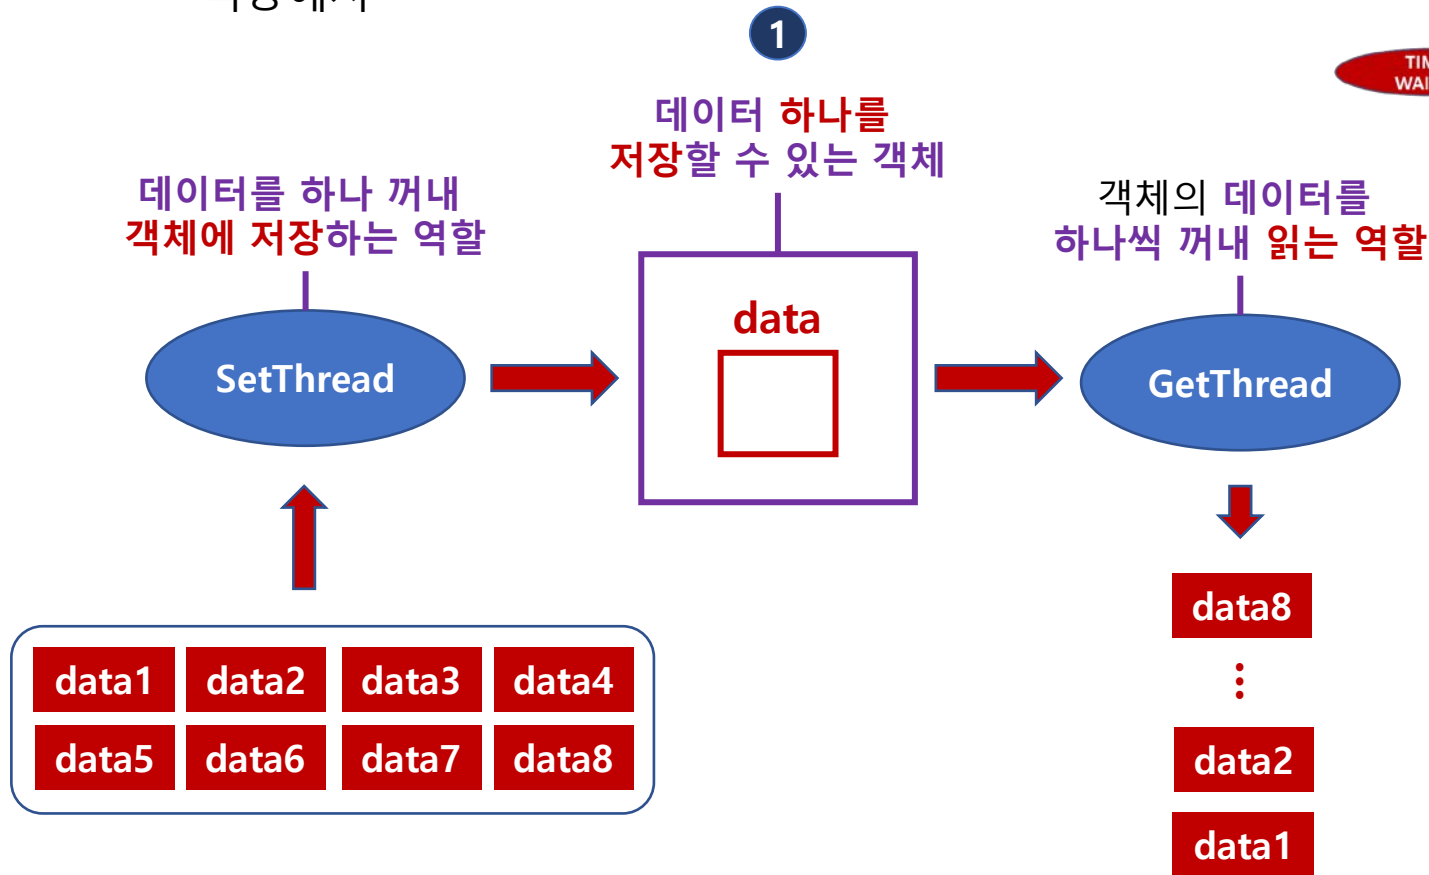 1
데이터 하나를
저장할 수 있는 객체
데이터를 하나 꺼내
객체에 저장하는 역할
객체의 데이터를
하나씩 꺼내 읽는 역할
data
SetThread
GetThread
data1 data2 data3 data4
data5 data6 data7 data8
data8
⋮
data2
data1